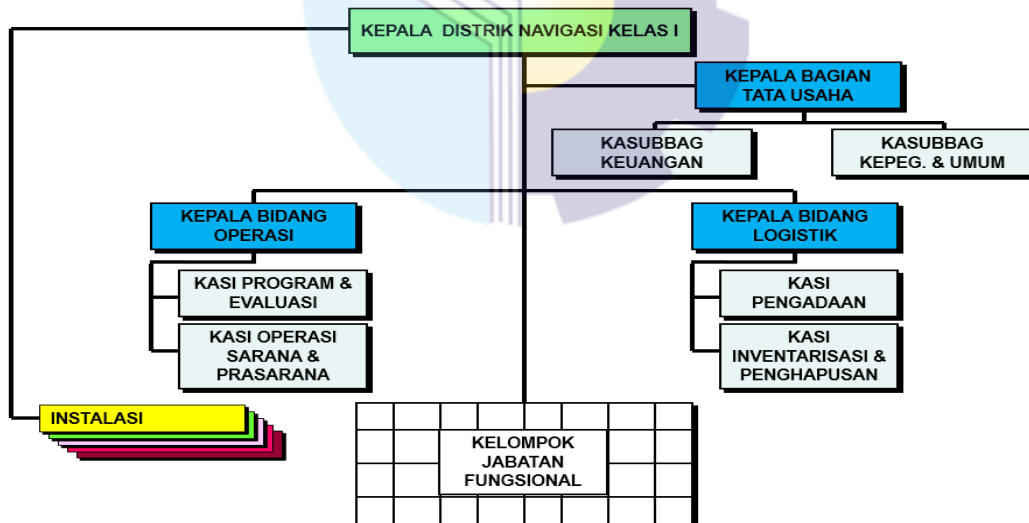 KEPALA DISTRIK NAVIGASI KELAS I
KEPALA BAGIAN
TATA USAHA
KASUBBAG
KEUANGAN
KASUBBAG
KEPEG. & UMUM
KEPALA BIDANG
OPERASI
KEPALA BIDANG
LOGISTIK
KASI PROGRAM &
EVALUASI
KASI
PENGADAAN
KASI OPERASI
SARANA &
PRASARANA
KASI
INVENTARISASI &
PENGHAPUSAN
INSTALASI
KELOMPOK
JABATAN
FUNGSIONAL